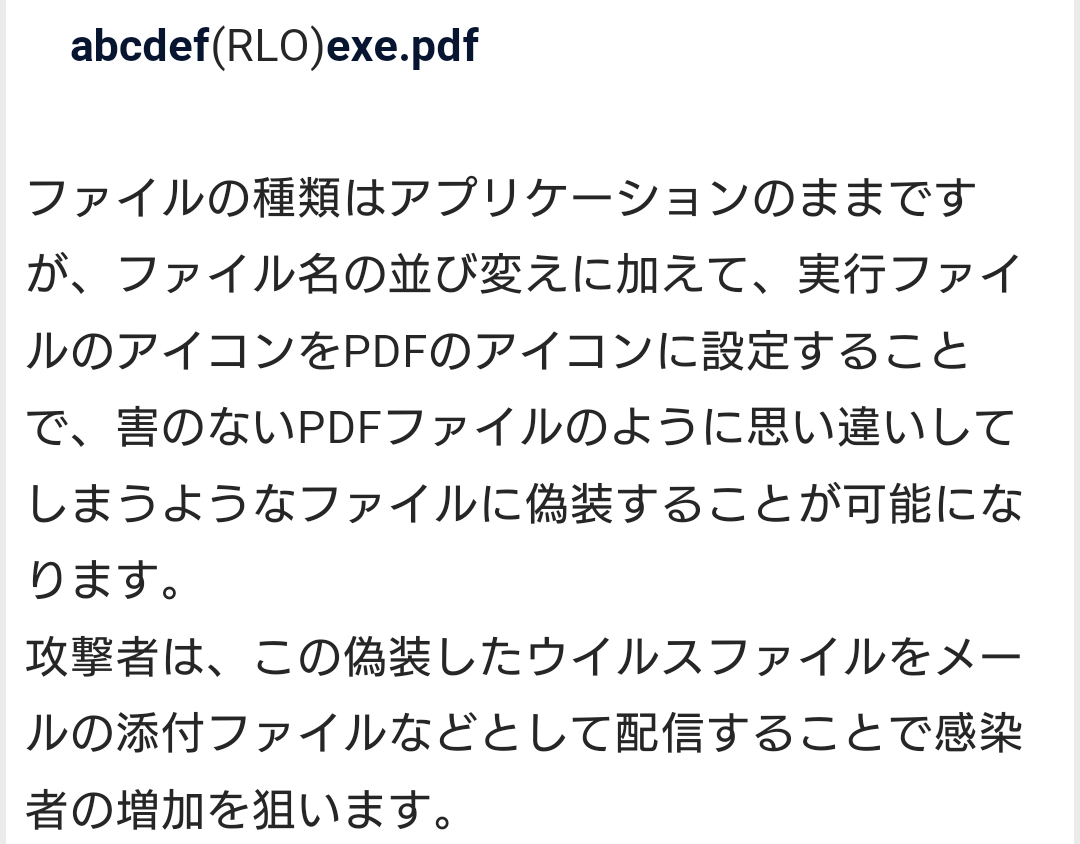 abcdef(RLO)exe.pdf
ファイルの種類はアプリケーションのままです
が、ファイル名の並び変えに加えて、実行ファイ
ルのアイコンをPDFのアイコンに設定すること
で、害のないPDFファイルのように思い違いして
しまうようなファイルに偽装することが可能にな
ります。
攻撃者は、この偽装したウイルスファイルをメー
ルの添付ファイルなどとして配信することで感染
者の増加を狙います。